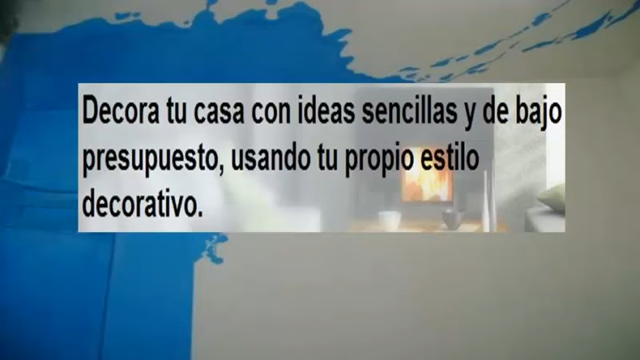 Decora tu casa con ideas sencillas y de bajo
presupuesto, usando tu propio estilo
decorativo.